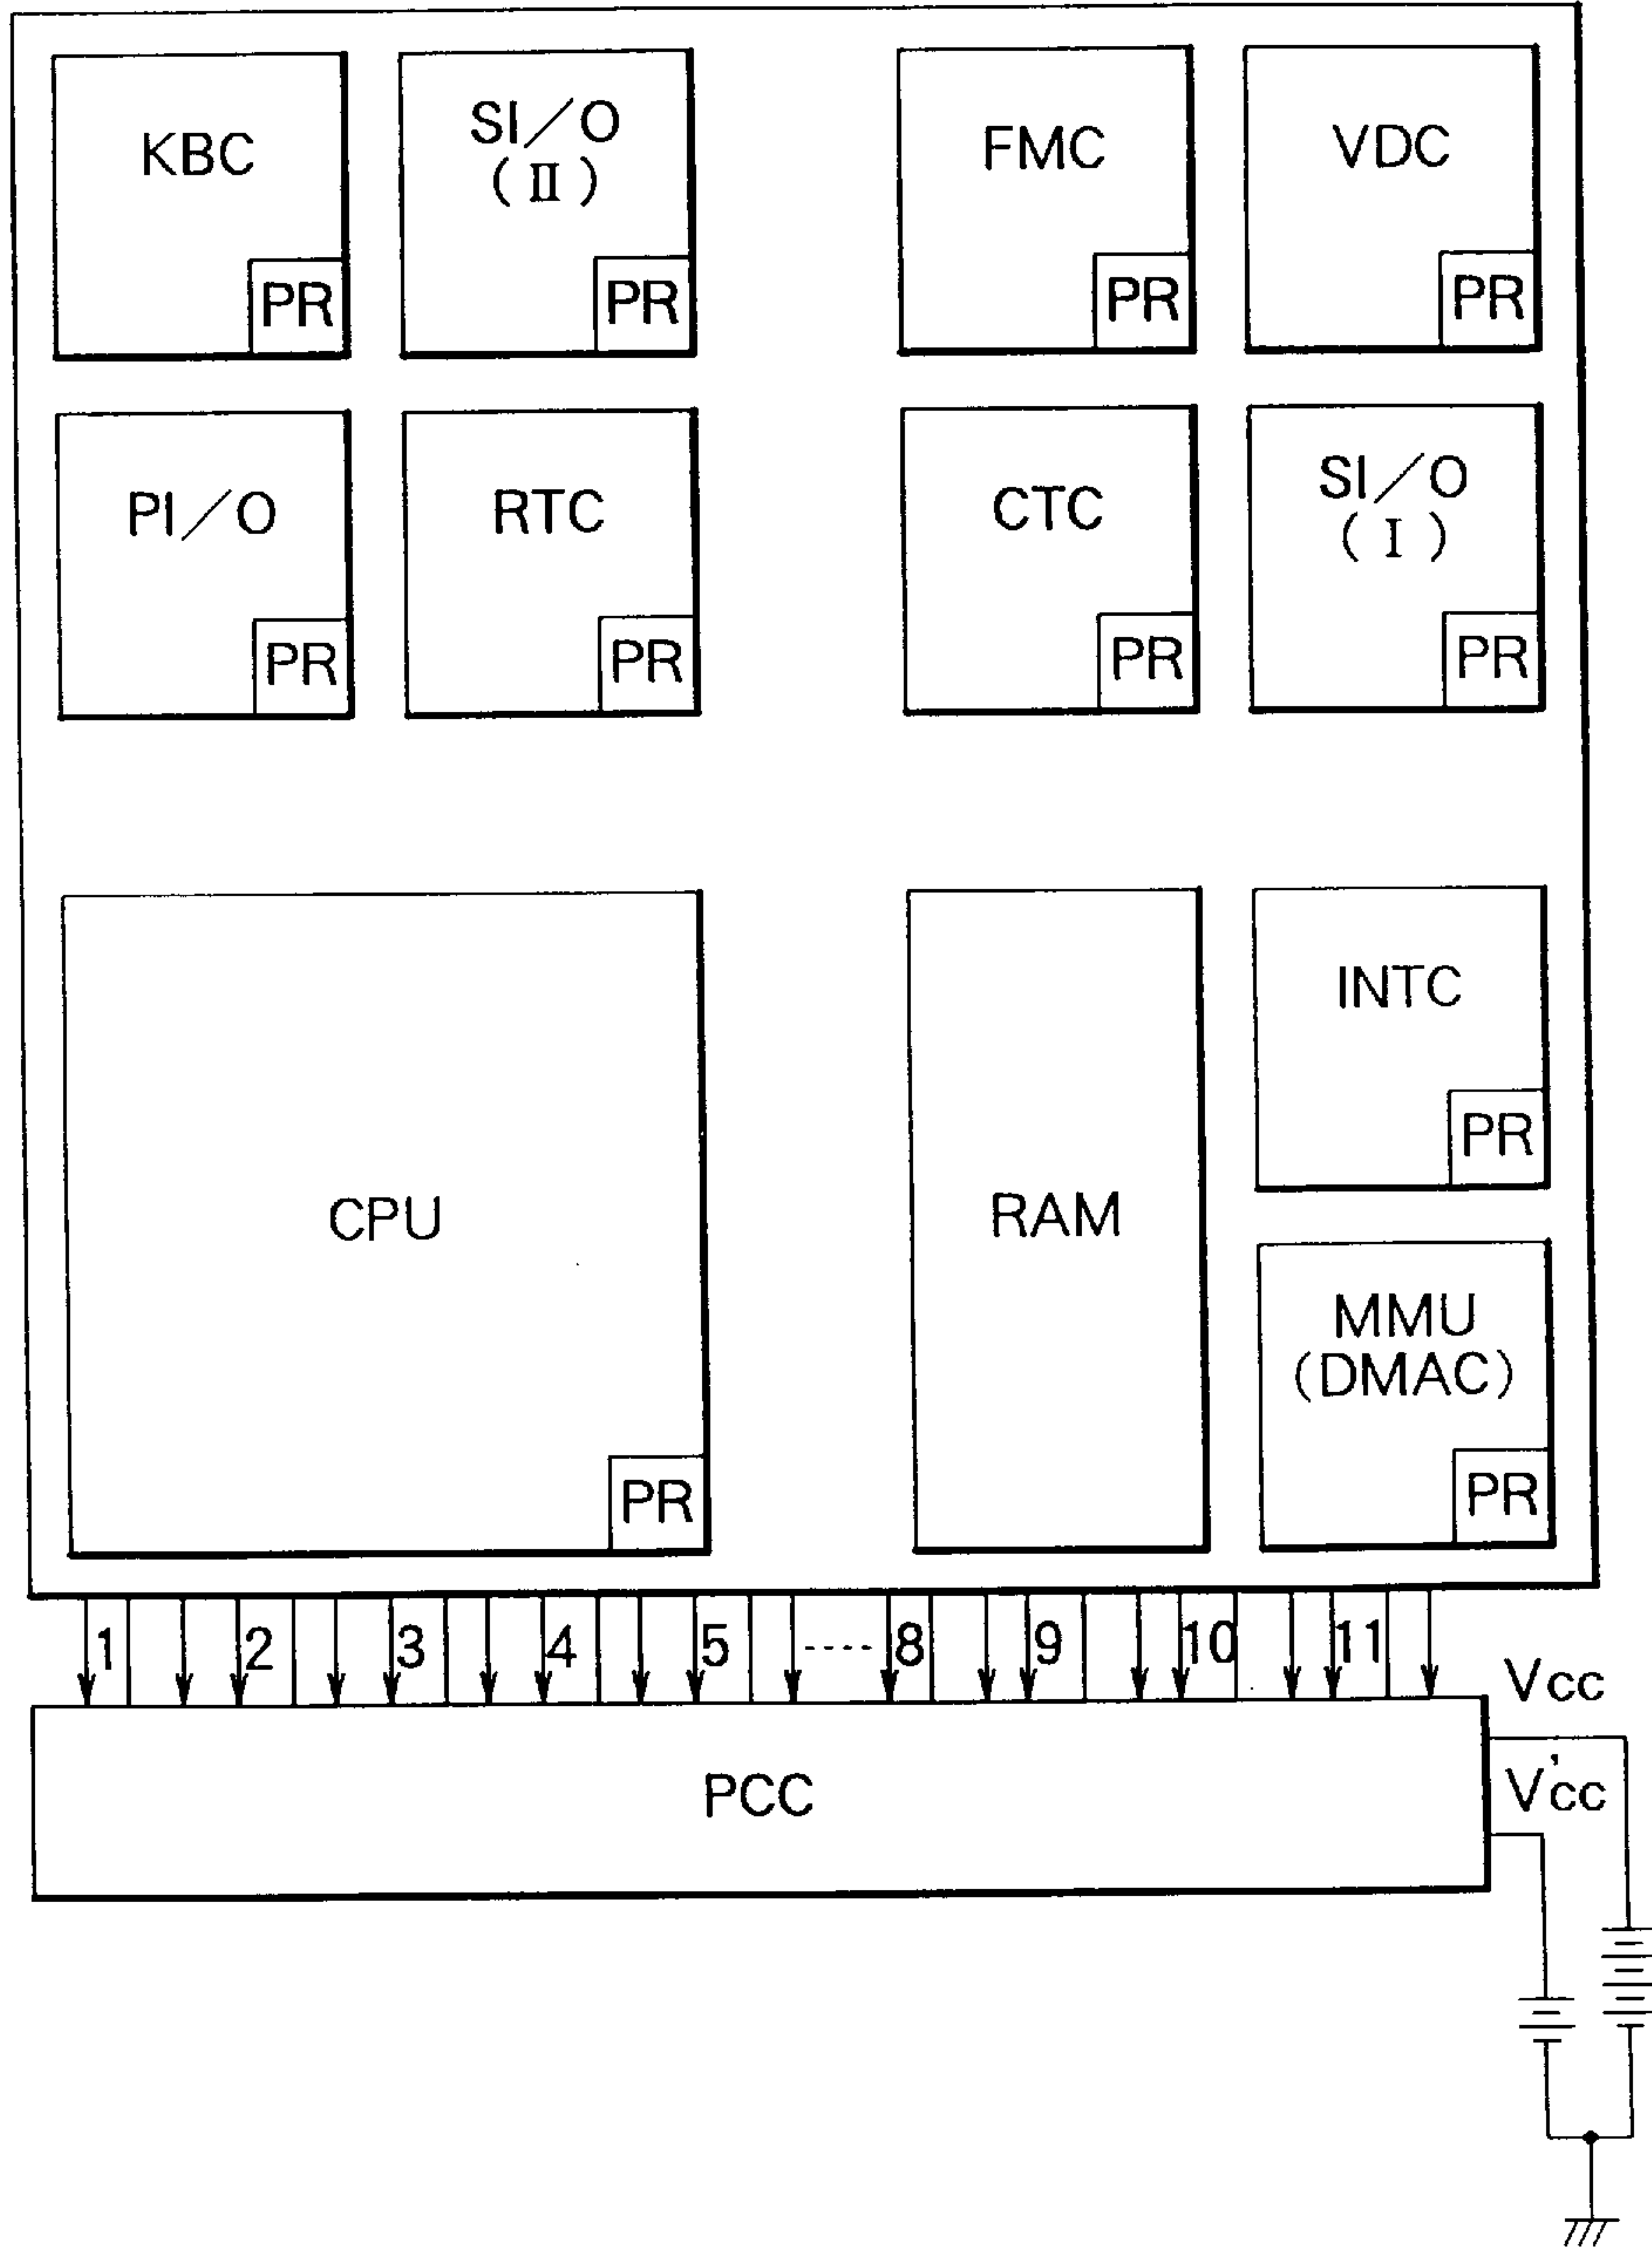 KBC
SI/O
(II)
FMC
VDC
PR
PR
PR
PR
PI/O
RTC
CTC
SI/O
(I)
PR
PR
PR
PR
CPU
RAM
INTC
PR
MMU
(DMAC)
PR
PR
1 2 3 4 5 ---- 8 9 10 11
Vcc
V'cc
PCC